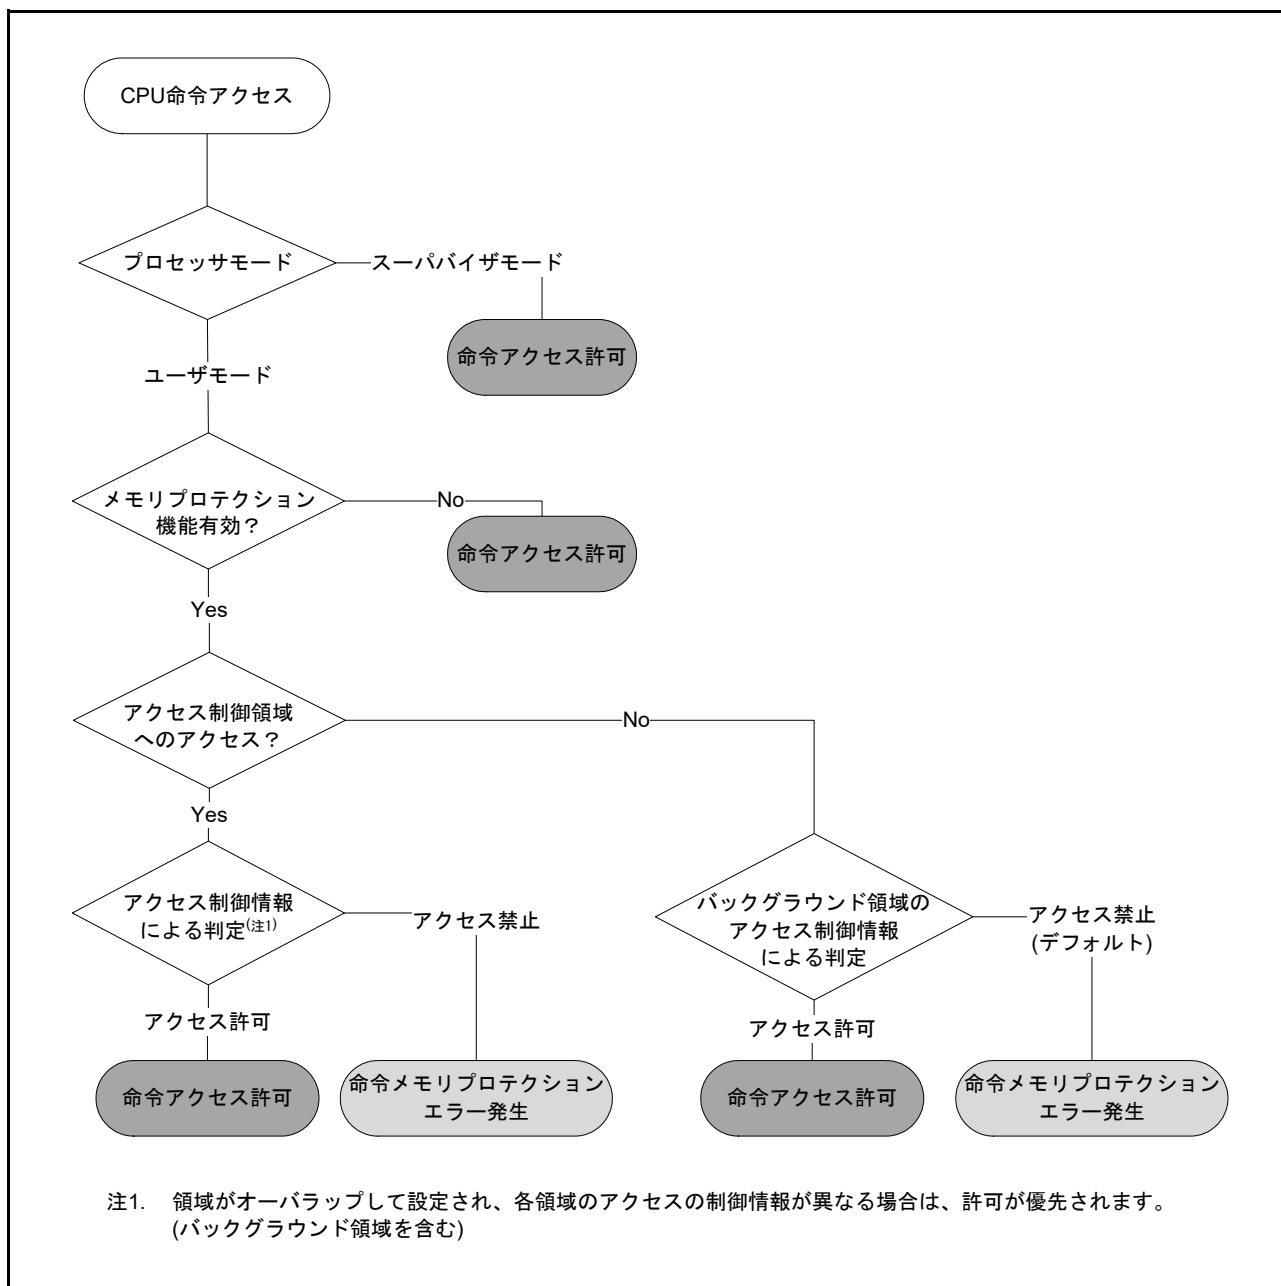 CPU命令アクセス
プロセッサモード
スーパバイザモード
命令アクセス許可
ユーザモード
メモリプロテクション
機能有効？
No
命令アクセス許可
Yes
アクセス制御領域
へのアクセス？
No
Yes
アクセス制御情報
による判定(注1)
アクセス禁止
バックグラウンド領域の
アクセス制御情報
による判定
アクセス禁止
(デフォルト)
アクセス許可
アクセス許可
命令アクセス許可
命令メモリプロテクション
エラー発生
命令アクセス許可
命令メモリプロテクション
エラー発生
注1. 領域がオーバラップして設定され、各領域のアクセスの制御情報が異なる場合は、許可が優先されます。
(バックグラウンド領域を含む)